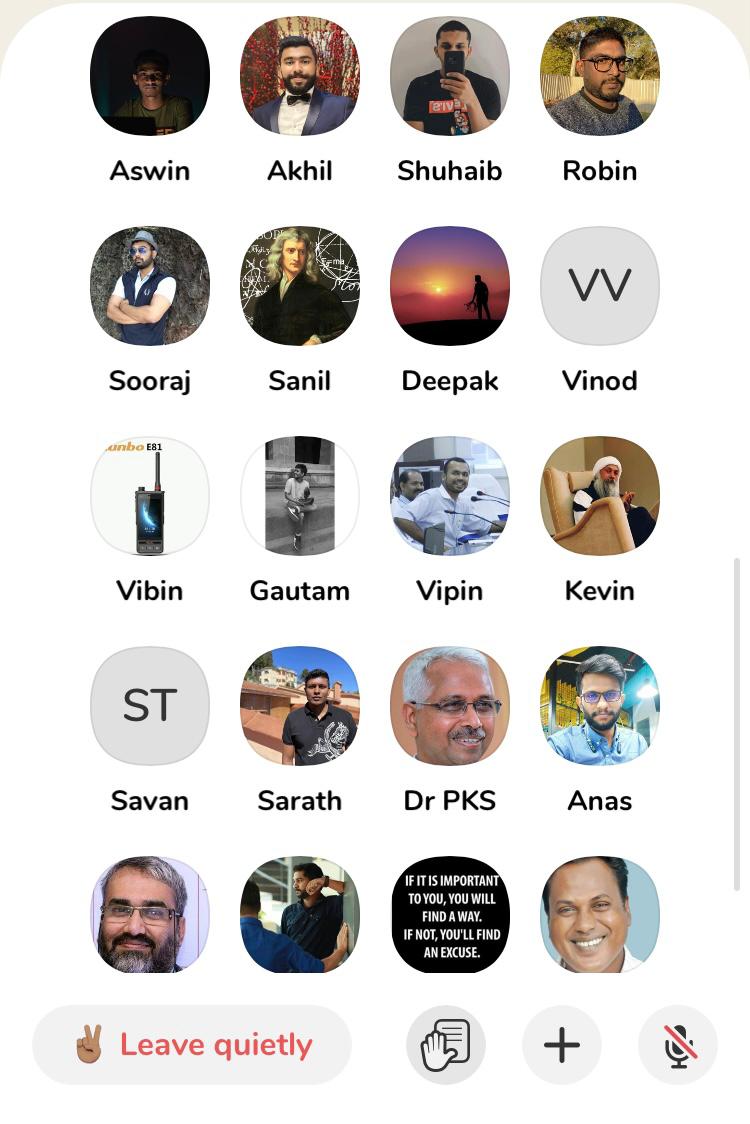 Aswin
Akhil
Shuhaib
Robin
VV
Sooraj
Sanil
Deepak
Vinod
E81
Vibin
Gautam
Vipin
Kevin
ST
Savan
Sarath
Dr PKS
Anas
IF IT IS IMPORTANT
TO YOU, YOU WILL
FIND A WAY.
IF NOT, YOU'LL FIND
AN EXCUSE.
Leave quietly